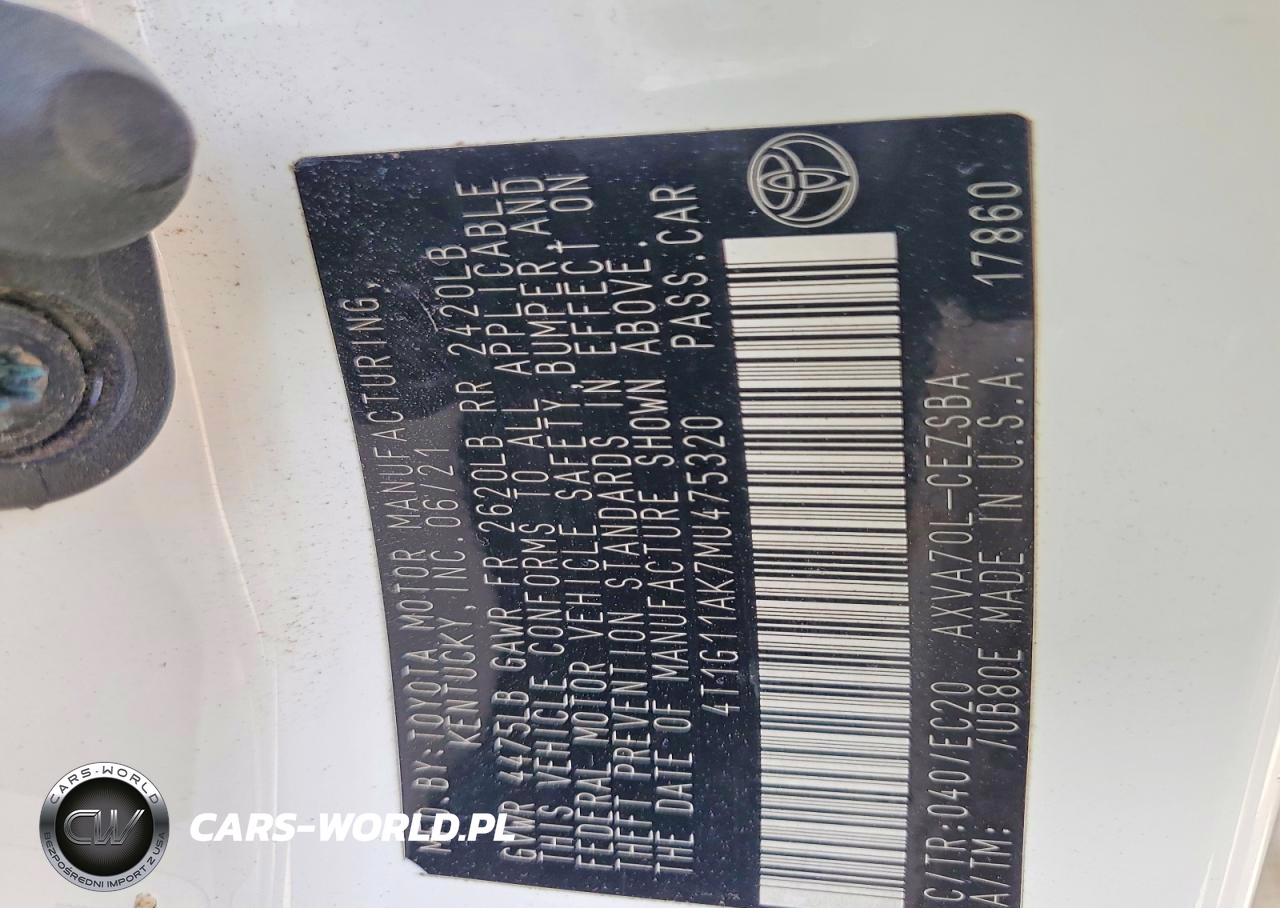 MFD.BY:TOYOTA MOTOR MANUFACTURING,
KENTUCKY,INC.06/21
GVWR 4475LB GAWR FR 2620LB RR 2420LB
THIS VEHICLE CONFORMS TO ALL APPLICABLE
FEDERAL MOTOR VEHICLE SAFETY, BUMPER, AND
THEFT PREVENTION STANDARDS IN EFFECT ON
THE DATE OF MANUFACTURE SHOWN ABOVE.
4T1G11AK7MU475320 PASS.CAR
C/TR:040/EC20 AXVA70L-CEZSBA
A/TM: /UB80E MADE IN U.S.A. 17860
CARS-WORLD
CW
BEZPOŚREDNI IMPORT Z USA
CARS-WORLD.PL